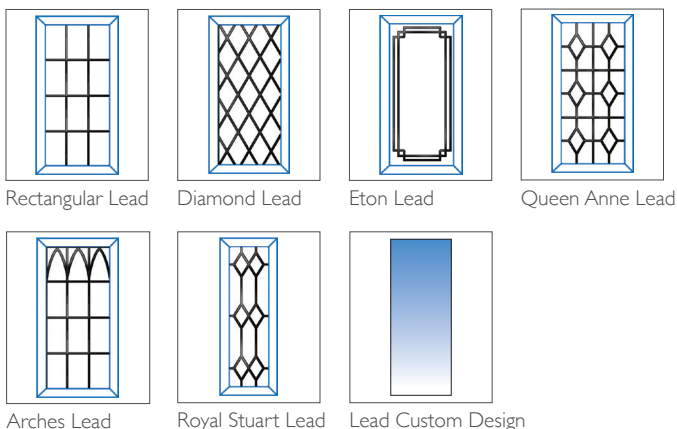 Rectangular Lead
Diamond Lead
Eton Lead
Queen Anne Lead
Arches Lead
Royal Stuart Lead
Lead Custom Design